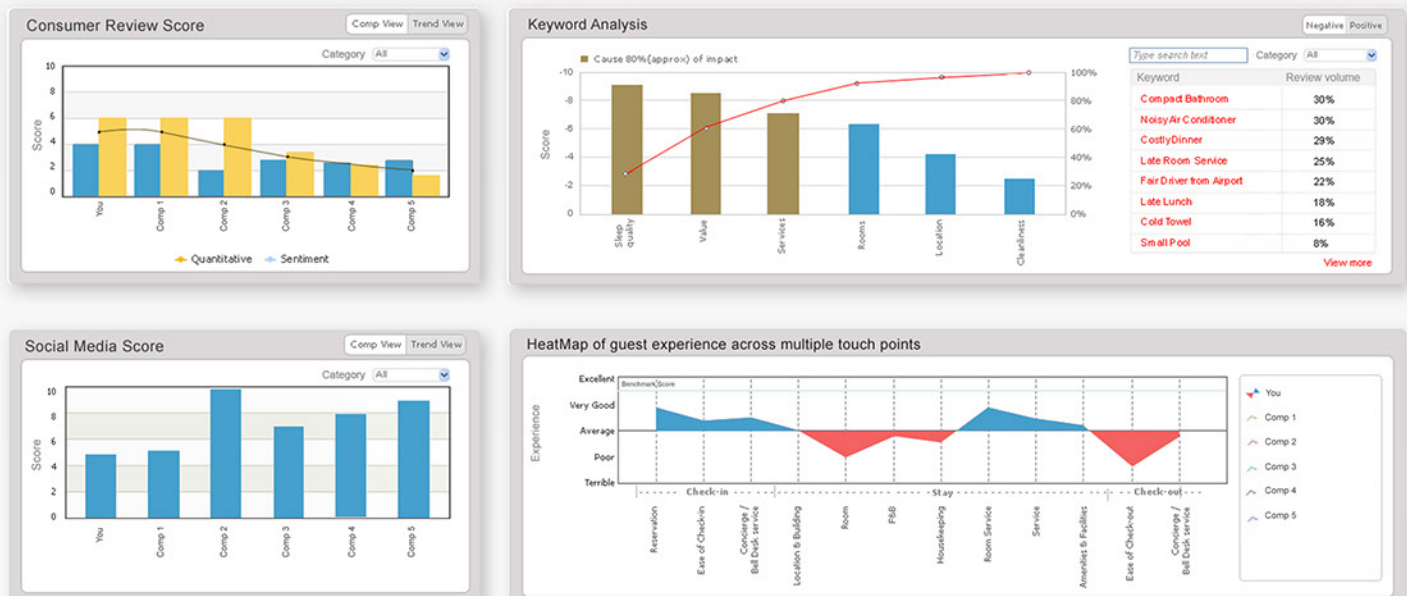 Consumer Review Score
Comp View Trend View
Category All
10
8
6
4
2
0
Score
You
Comp 1
Comp 2
Comp 3
Comp 4
Comp 5
Quantitative Sentiment
Keyword Analysis
Negative Positive
Cause 80%(approx) of impact
-10
-8
-6
-4
-2
0
Score
100%
80%
60%
40%
20%
0%
Sleep
quality
Value
Services
Rooms
Location
Cleanliness
Type search text Category All
Keyword Review volume
Compact Bathroom 30%
Noisy Air Conditioner 30%
Costly Dinner 29%
Late Room Service 25%
Fair Driver from Airport 22%
Late Lunch 18%
Cold Towel 16%
Small Pool 8%
View more
Social Media Score
Comp View Trend View
Category All
10
8
6
4
2
0
Score
You
Comp 1
Comp 2
Comp 3
Comp 4
Comp 5
HeatMap of guest experience across multiple touch points
Experience
Excellent
Very Good
Average
Poor
Terrible
Benchmark Score
Check-in Stay Check-out
Reservation
Ease of Check-in
Concierge /
Bell Desk service
Location & Building
Room
F&B
Housekeeping
Room Service
Service
Amenities & Facilities
Ease of Check-out
Concierge /
Bell Desk service
You
Comp 1
Comp 2
Comp 3
Comp 4
Comp 5